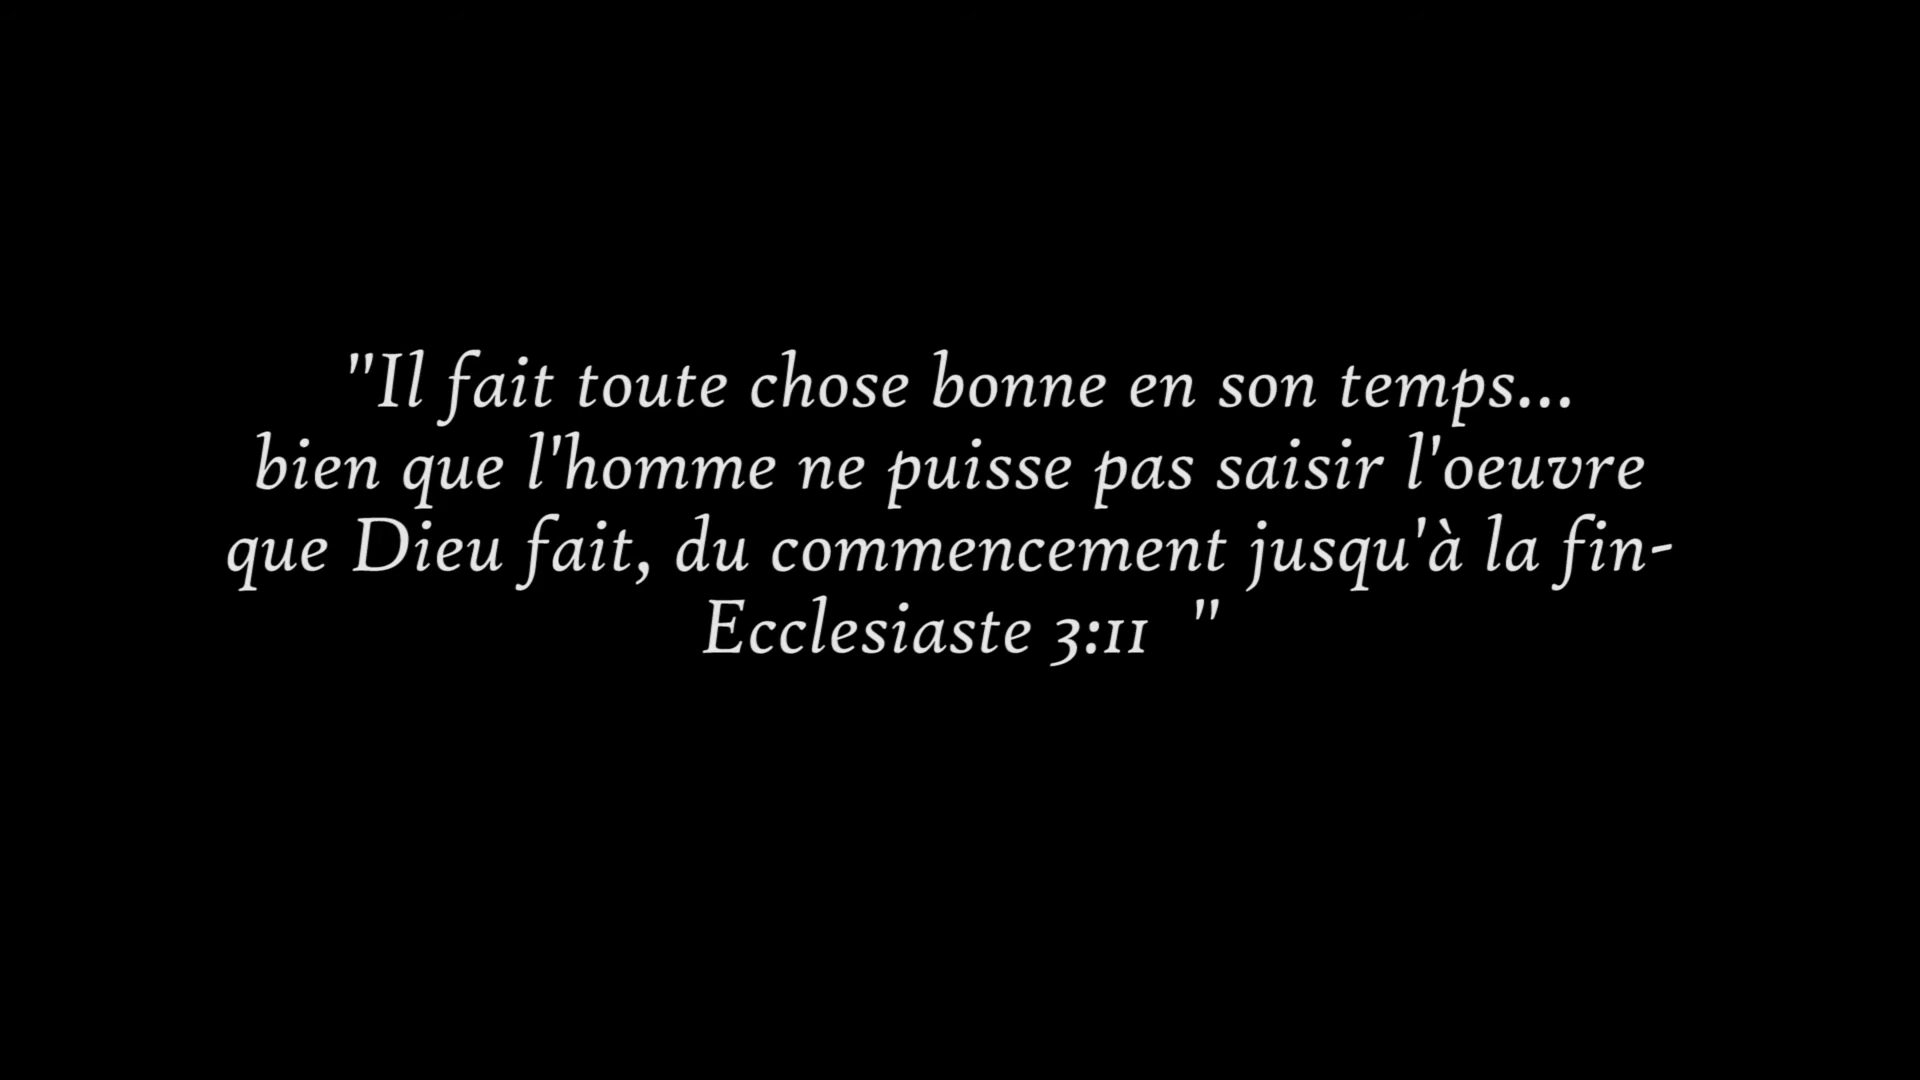 "Il fait toute chose bonne en son temps...
bien que l'homme ne puisse pas saisir l'oeuvre
que Dieu fait, du commencement jusqu'à la fin-
Ecclesiaste 3:11  "